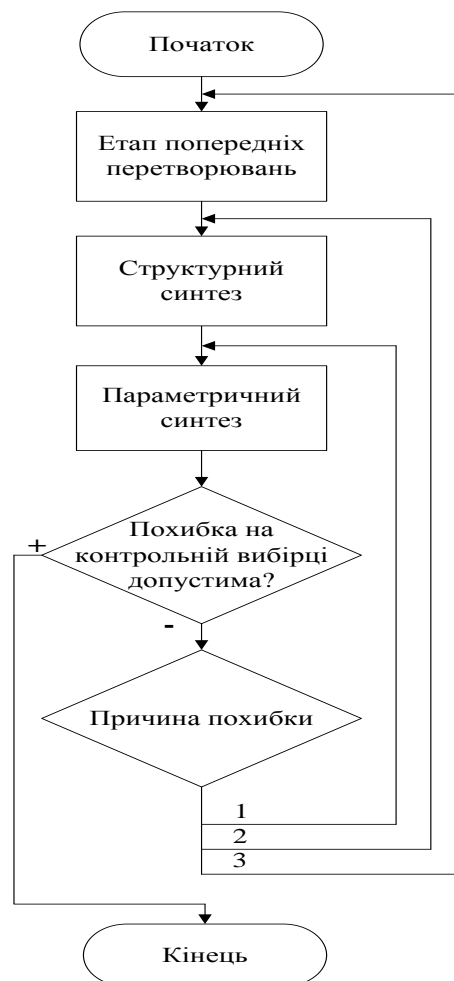 Початок
Етап попередніх
перетворювань
Структурний
синтез
Параметричний
синтез
Похибка на
контрольній вибірці
допустима?
+
-
Причина похибки
1
2
3
Кінець